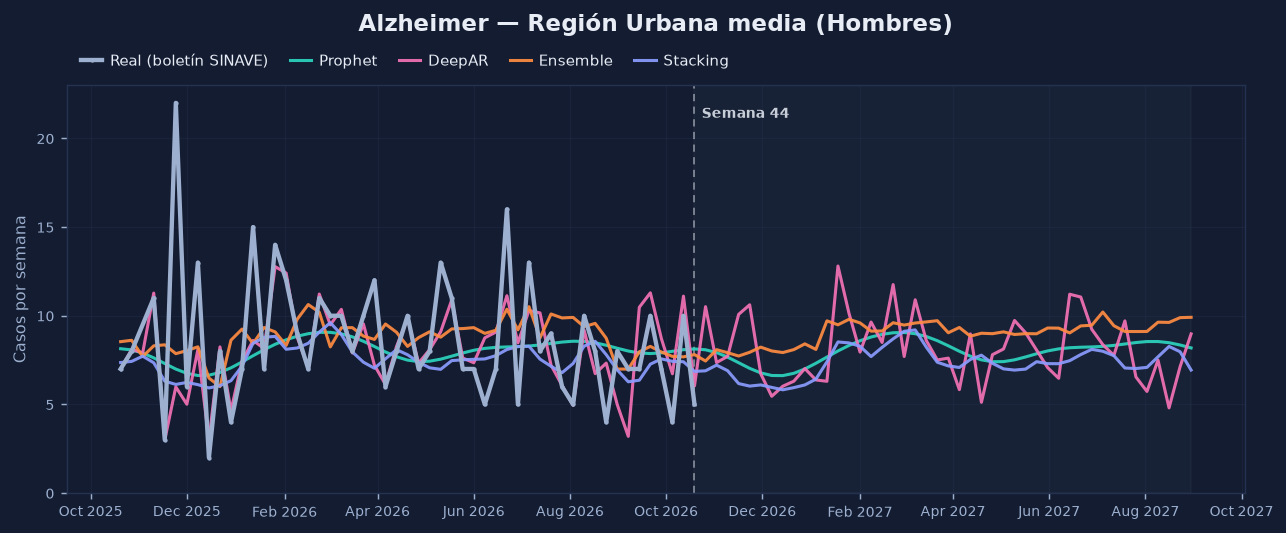 Alzheimer — Región Urbana media (Hombres)
Real (boletín SINAVE) Prophet DeepAR Ensemble Stacking
Semana 44
Casos por semana
20
15
10
5
0
Oct 2025 Dec 2025 Feb 2026 Apr 2026 Jun 2026 Aug 2026 Oct 2026 Dec 2026 Feb 2027 Apr 2027 Jun 2027 Aug 2027 Oct 2027